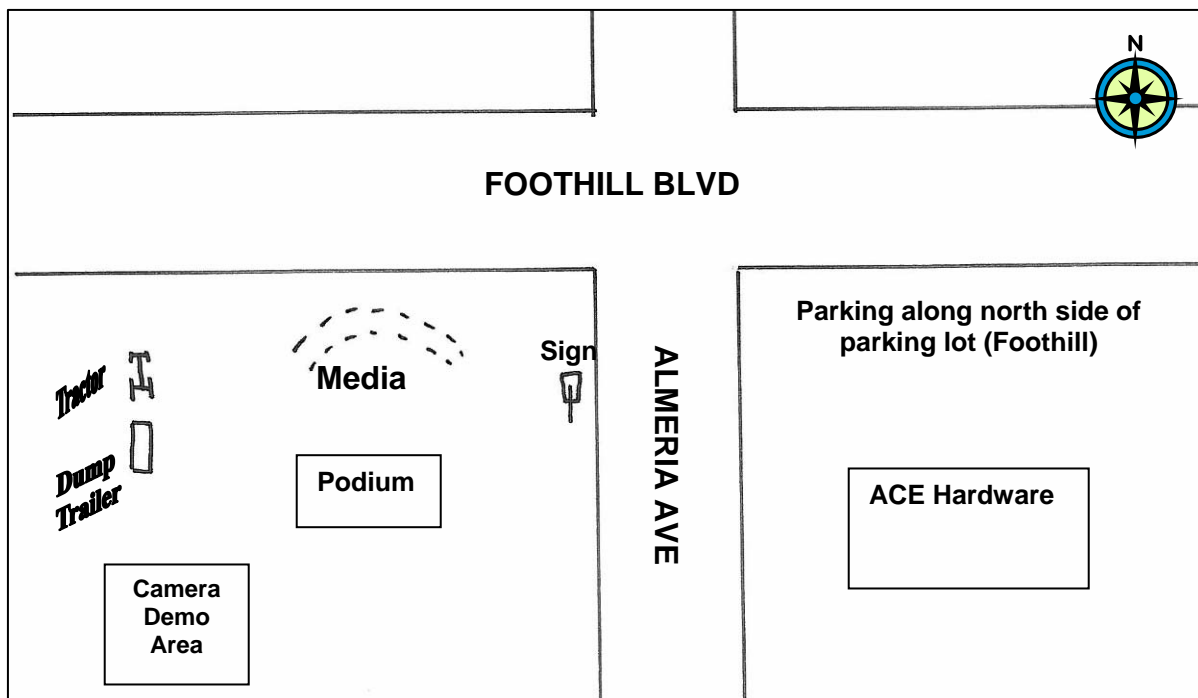 N
FOOTHILL BLVD
Parking along north side of
parking lot (Foothill)
Sign
Media
Tractor
ALMERIA AVE
Podium
ACE Hardware
Dump
Trailer
Camera
Demo
Area